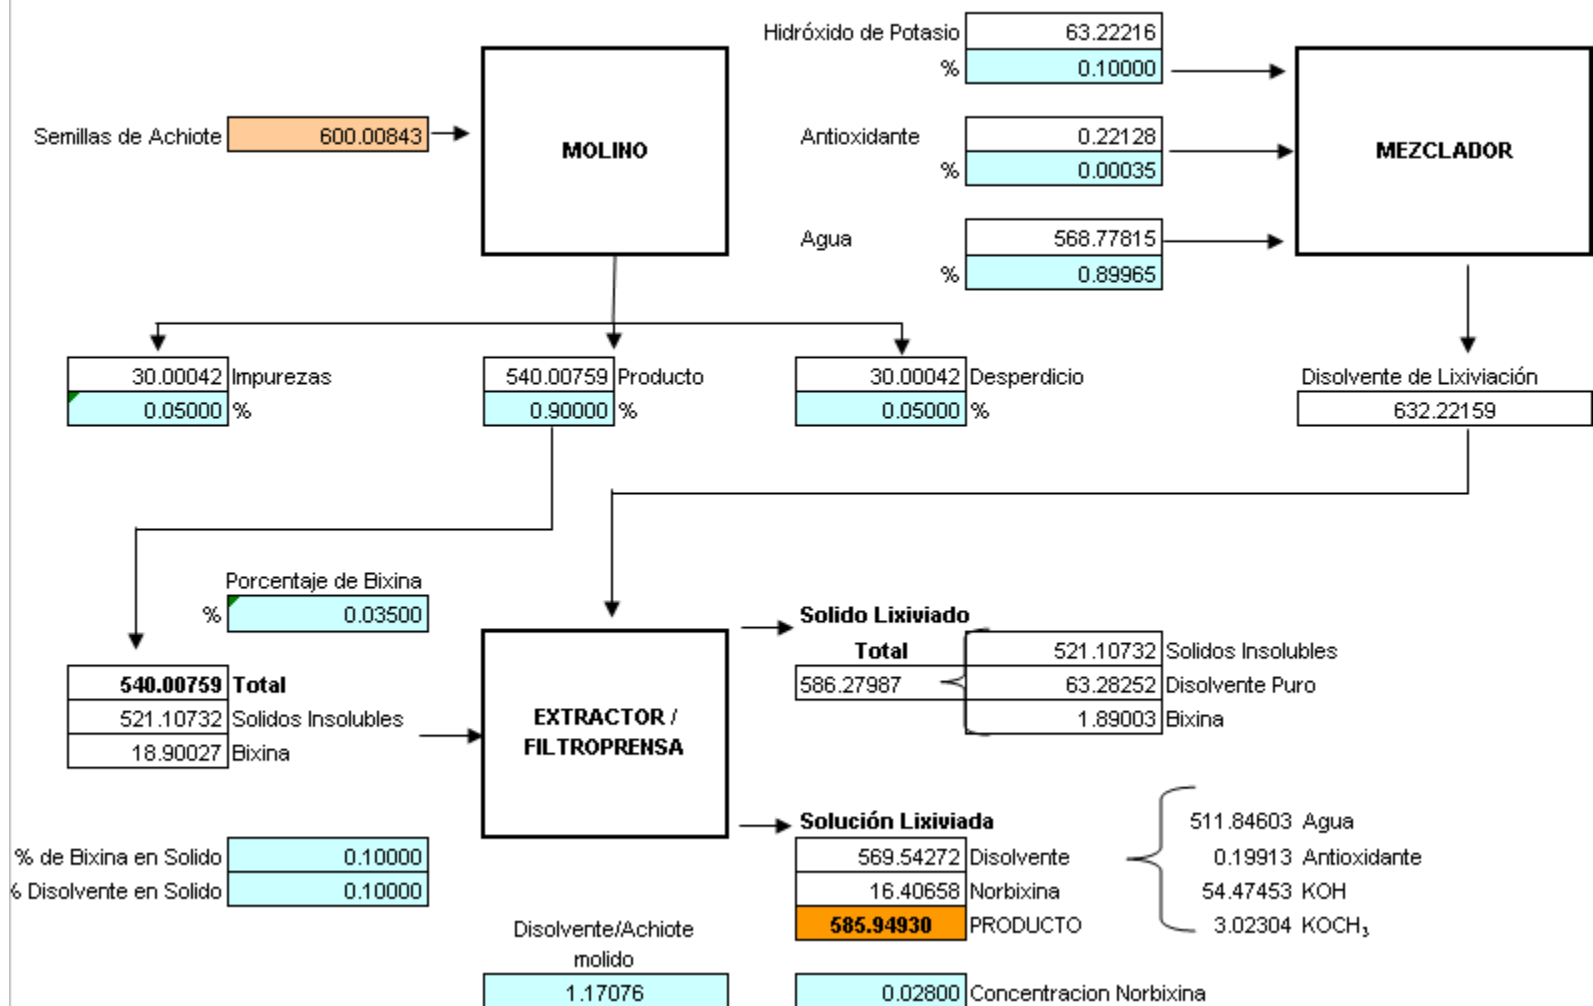 Hidróxido de Potasio 63.22216
% 0.10000
Semillas de Achiote 600.00843
MOLINO
Antioxidante 0.22128
% 0.00035
MEZCLADOR
Agua 568.77815
% 0.89965
30.00042 Impurezas
0.05000 %
540.00759 Producto
0.90000 %
30.00042 Desperdicio
0.05000 %
Disolvente de Lixiviación
632.22159
Porcentaje de Bixina
% 0.03500
540.00759 Total
521.10732 Solidos Insolubles
18.90027 Bixina
EXTRACTOR /
FILTROPRENSA
Solido Lixiviado
Total
586.27987
521.10732 Solidos Insolubles
63.28252 Disolvente Puro
1.89003 Bixina
% de Bixina en Solido 0.10000
% Disolvente en Solido 0.10000
Solución Lixiviada
569.54272 Disolvente
16.40658 Norbixina
585.94930 PRODUCTO
511.84603 Agua
0.19913 Antioxidante
54.47453 KOH
3.02304 KOCH₃
Disolvente/Achiote
molido
1.17076
0.02800 Concentracion Norbixina